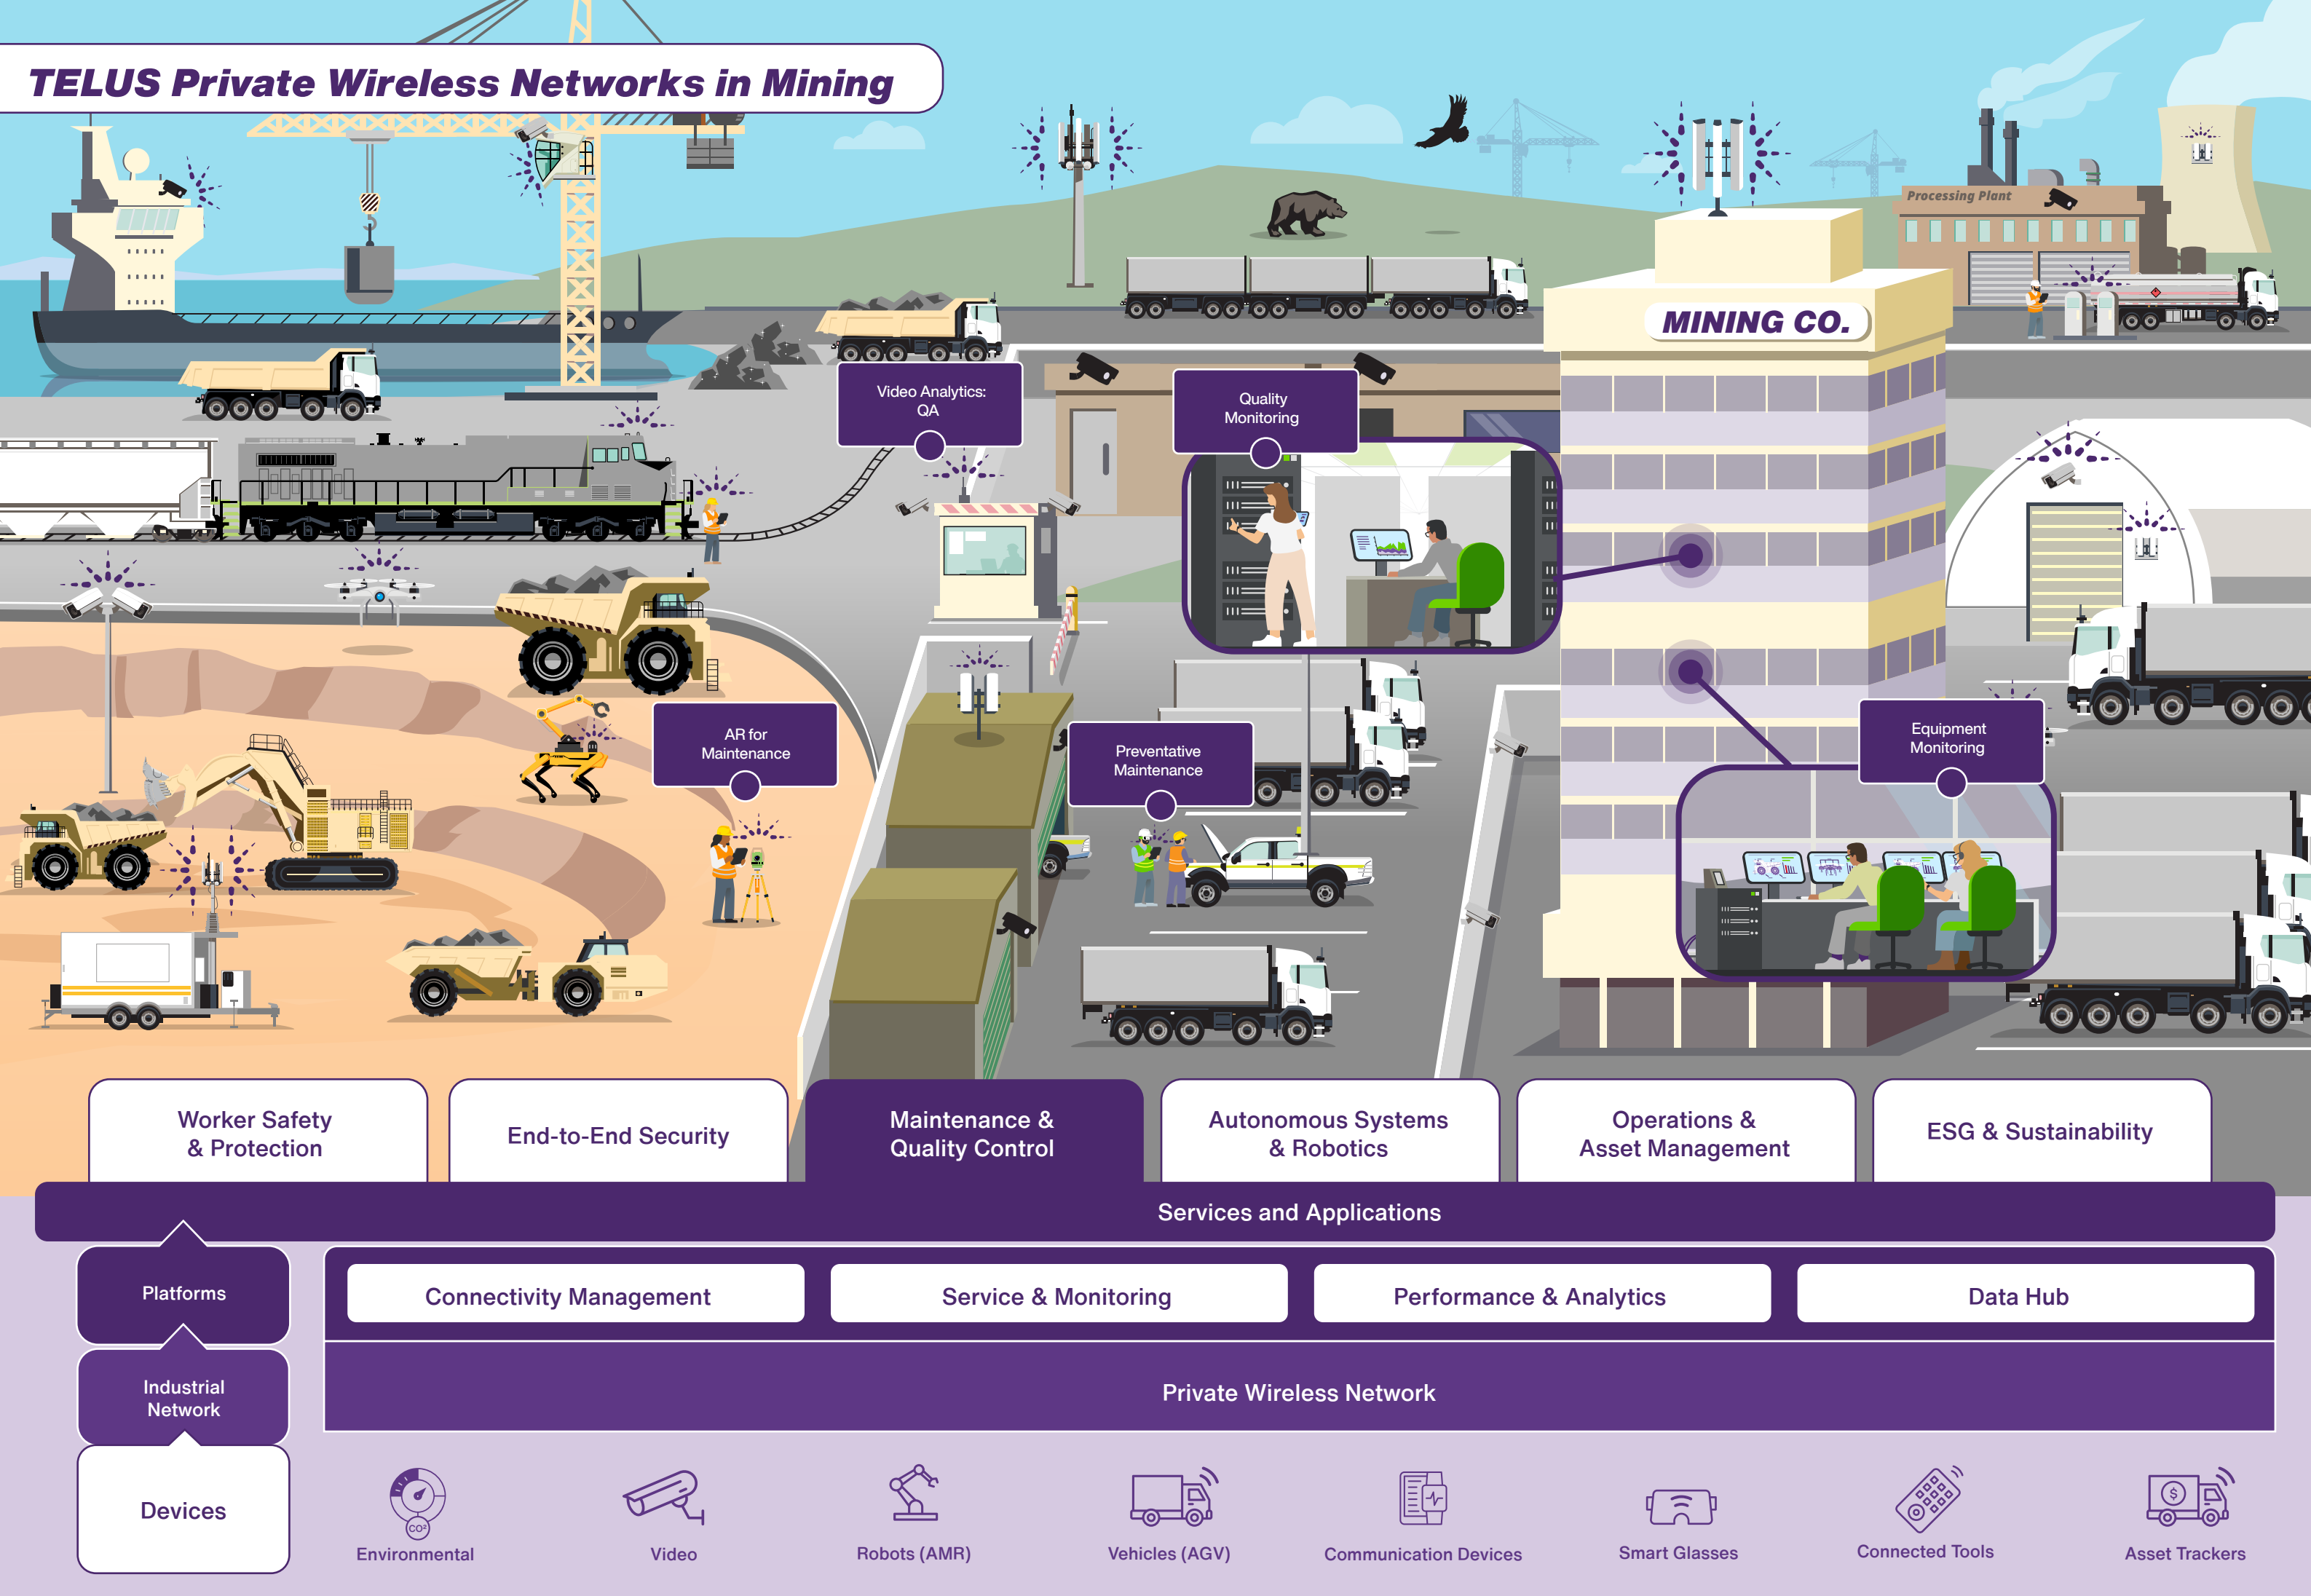 TELUS Private Wireless Networks in Mining
Processing Plant
MINING CO.
Video Analytics:
QA
Quality
Monitoring
AR for
Maintenance
Preventative
Maintenance
Equipment
Monitoring
Worker Safety
& Protection
End-to-End Security
Maintenance &
Quality Control
Autonomous Systems
& Robotics
Operations &
Asset Management
ESG & Sustainability
Services and Applications
Platforms
Connectivity Management
Service & Monitoring
Performance & Analytics
Data Hub
Industrial
Network
Private Wireless Network
Devices
CO²
$
Environmental
Video
Robots (AMR)
Vehicles (AGV)
Communication Devices
Smart Glasses
Connected Tools
Asset Trackers